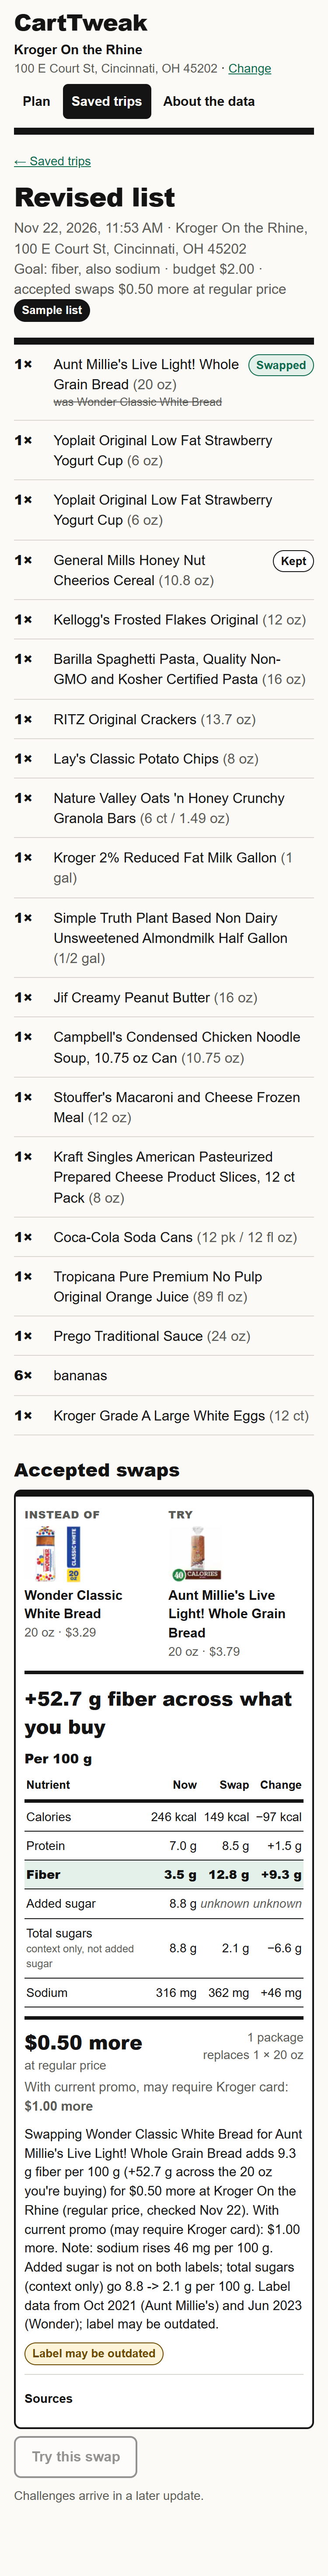 CartTweak
Kroger On the Rhine
100 E Court St, Cincinnati, OH 45202 · Change
Plan Saved trips About the data
← Saved trips
Revised list
Nov 22, 2026, 11:53 AM · Kroger On the Rhine,
100 E Court St, Cincinnati, OH 45202
Goal: fiber, also sodium · budget $2.00 ·
accepted swaps $0.50 more at regular price
Sample list
1× Aunt Millie's Live Light! Whole Swapped
Grain Bread (20 oz)
was Wonder Classic White Bread
1× Yoplait Original Low Fat Strawberry
Yogurt Cup (6 oz)
1× Yoplait Original Low Fat Strawberry
Yogurt Cup (6 oz)
1× General Mills Honey Nut Kept
Cheerios Cereal (10.8 oz)
1× Kellogg's Frosted Flakes Original (12 oz)
1× Barilla Spaghetti Pasta, Quality Non-
GMO and Kosher Certified Pasta (16 oz)
1× RITZ Original Crackers (13.7 oz)
1× Lay's Classic Potato Chips (8 oz)
1× Nature Valley Oats 'n Honey Crunchy
Granola Bars (6 ct / 1.49 oz)
1× Kroger 2% Reduced Fat Milk Gallon (1
gal)
1× Simple Truth Plant Based Non Dairy
Unsweetened Almondmilk Half Gallon
(1/2 gal)
1× Jif Creamy Peanut Butter (16 oz)
1× Campbell's Condensed Chicken Noodle
Soup, 10.75 oz Can (10.75 oz)
1× Stouffer's Macaroni and Cheese Frozen
Meal (12 oz)
1× Kraft Singles American Pasteurized
Prepared Cheese Product Slices, 12 ct
Pack (8 oz)
1× Coca-Cola Soda Cans (12 pk / 12 fl oz)
1× Tropicana Pure Premium No Pulp
Original Orange Juice (89 fl oz)
1× Prego Traditional Sauce (24 oz)
6× bananas
1× Kroger Grade A Large White Eggs (12 ct)
Accepted swaps
INSTEAD OF
WONDER
CLASSIC WHITE
20 OZ
Wonder Classic
White Bread
20 oz · $3.29
TRY
40 CALORIES
Aunt Millie's Live
Light! Whole Grain
Bread
20 oz · $3.79
+52.7 g fiber across what
you buy
Per 100 g
Nutrient Now Swap Change
Calories 246 kcal 149 kcal −97 kcal
Protein 7.0 g 8.5 g +1.5 g
Fiber 3.5 g 12.8 g +9.3 g
Added sugar 8.8 g unknown unknown
Total sugars
context only, not added
sugar
8.8 g 2.1 g −6.6 g
Sodium 316 mg 362 mg +46 mg
$0.50 more
at regular price
1 package
replaces 1 × 20 oz
With current promo, may require Kroger card:
$1.00 more
Swapping Wonder Classic White Bread for Aunt
Millie's Live Light! Whole Grain Bread adds 9.3
g fiber per 100 g (+52.7 g across the 20 oz
you're buying) for $0.50 more at Kroger On the
Rhine (regular price, checked Nov 22). With
current promo (may require Kroger card): $1.00
more. Note: sodium rises 46 mg per 100 g.
Added sugar is not on both labels; total sugars
(context only) go 8.8 -> 2.1 g per 100 g. Label
data from Oct 2021 (Aunt Millie's) and Jun 2023
(Wonder); label may be outdated.
Label may be outdated
Sources
Try this swap
Challenges arrive in a later update.